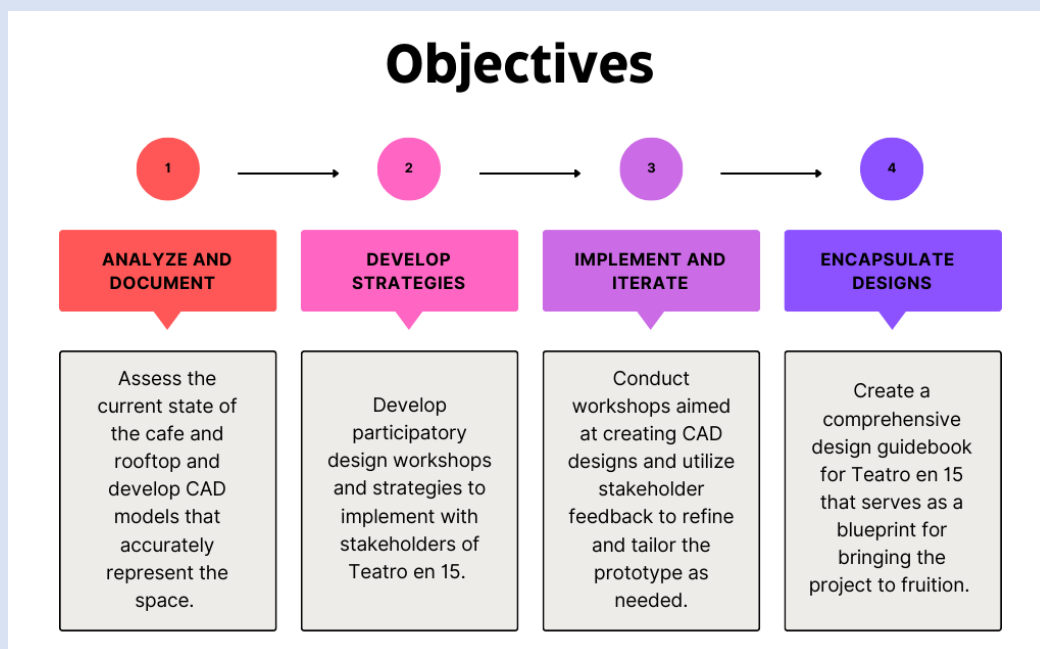 Objectives
1
2
3
4
ANALYZE AND
DOCUMENT
DEVELOP
STRATEGIES
IMPLEMENT AND
ITERATE
ENCAPSULATE
DESIGNS
Assess the
current state of
the cafe and
rooftop and
develop CAD
models that
accurately
represent the
space.
Develop
participatory
design workshops
and strategies to
implement with
stakeholders of
Teatro en 15.
Conduct
workshops aimed
at creating CAD
designs and utilize
stakeholder
feedback to refine
and tailor the
prototype as
needed.
Create a
comprehensive
design guidebook
for Teatro en 15
that serves as a
blueprint for
bringing the
project to fruition.